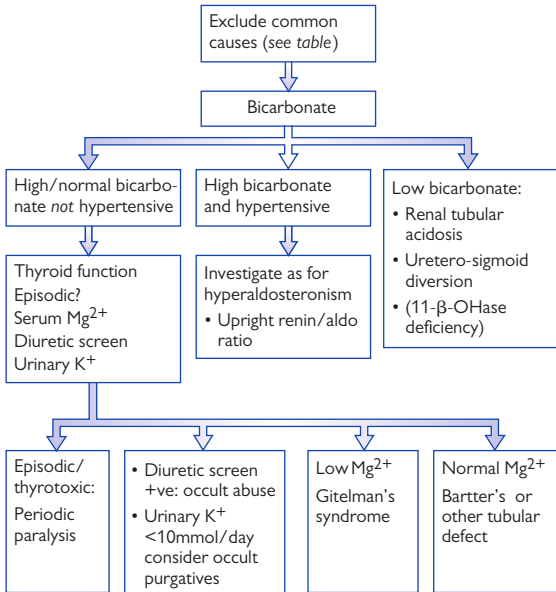 Exclude common
causes (see table)
Bicarbonate
High/normal bicarbo-
nate not hypertensive
High bicarbonate
and hypertensive
Low bicarbonate:
• Renal tubular
acidosis
• Uretero-sigmoid
diversion
• (11-β-OHase
deficiency)
Thyroid function
Episodic?
Serum Mg2+
Diuretic screen
Urinary K+
Investigate as for
hyperaldosteronism
• Upright renin/aldo
ratio
Episodic/
thyrotoxic:
Periodic
paralysis
• Diuretic screen
+ve: occult abuse
• Urinary K+
<10mmol/day
consider occult
purgatives
Low Mg2+
Gitelman's
syndrome
Normal Mg2+
Bartter's or
other tubular
defect